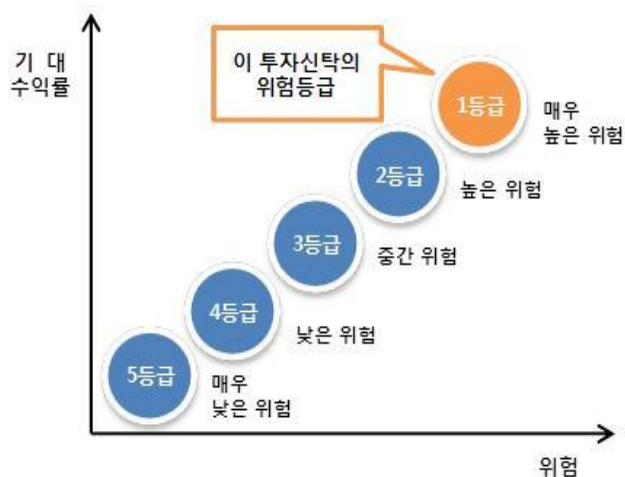 기 대
수익률
이 투자신탁의
위험등급
1등급
매우
높은 위험
2등급
높은 위험
3등급
중간 위험
4등급
낮은 위험
5등급
매우
낮은 위험
위험